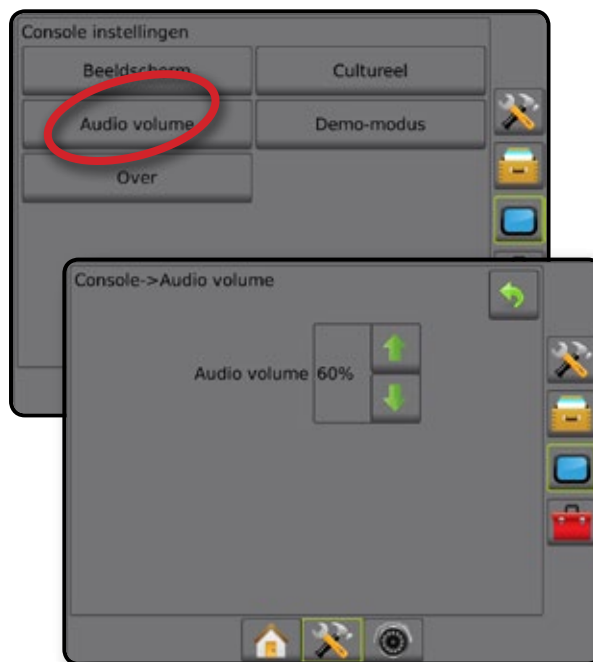 Console instellingen
Beeldscherm
Cultureel
Audio volume
Demo-modus
Over
Console->Audio volume
Audio volume 60%